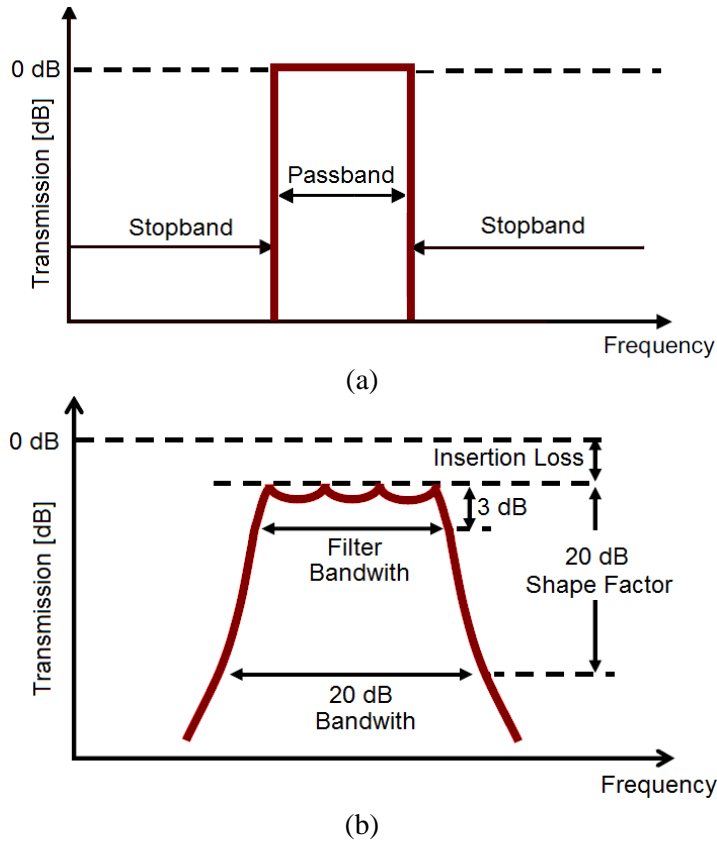 0 dB
Transmission [dB]
Passband
Stopband
Stopband
Frequency
(a)
0 dB
Transmission [dB]
Insertion Loss
3 dB
Filter
Bandwith
20 dB
Shape Factor
20 dB
Bandwith
Frequency
(b)